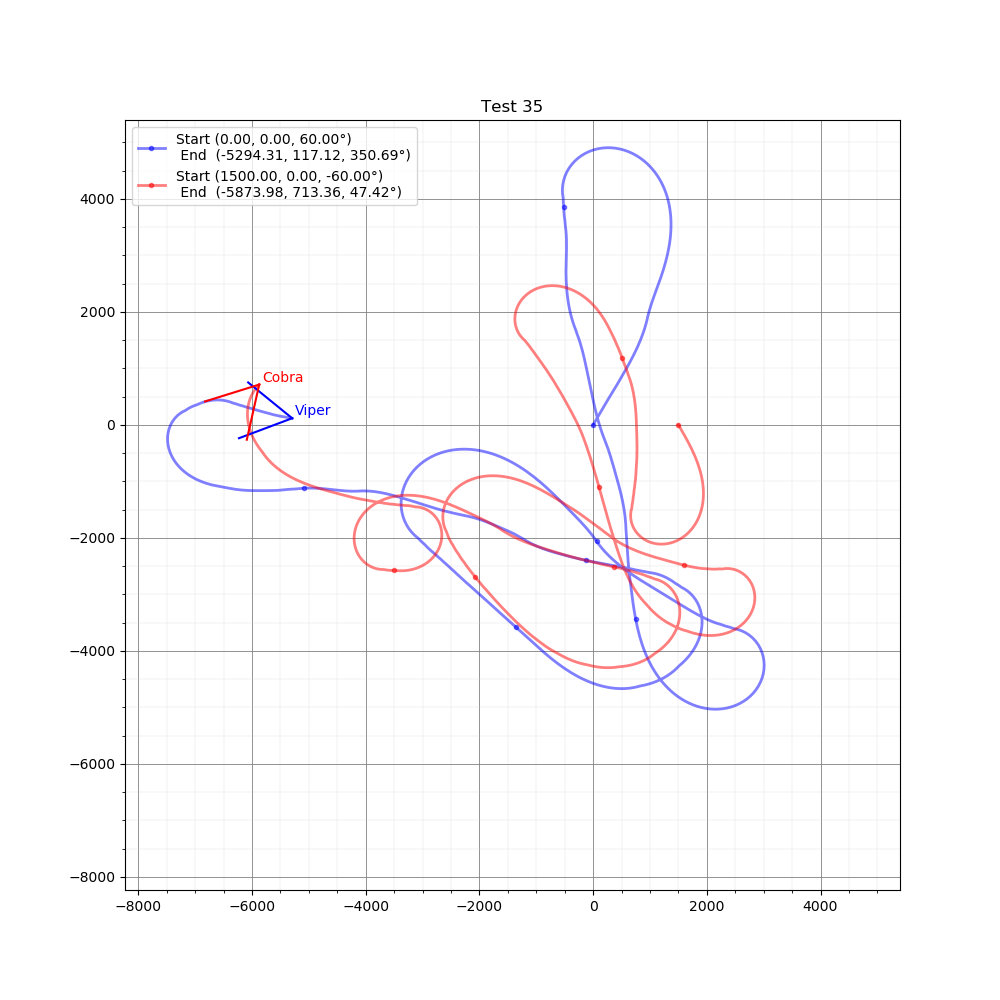 Test 35
Start (0.00, 0.00, 60.00°)
End (-5294.31, 117.12, 350.69°)
Start (1500.00, 0.00, -60.00°)
End (-5873.98, 713.36, 47.42°)
4000
2000
Cobra
Viper
0
−2000
−4000
−6000
−8000
−8000 −6000 −4000 −2000 0 2000 4000